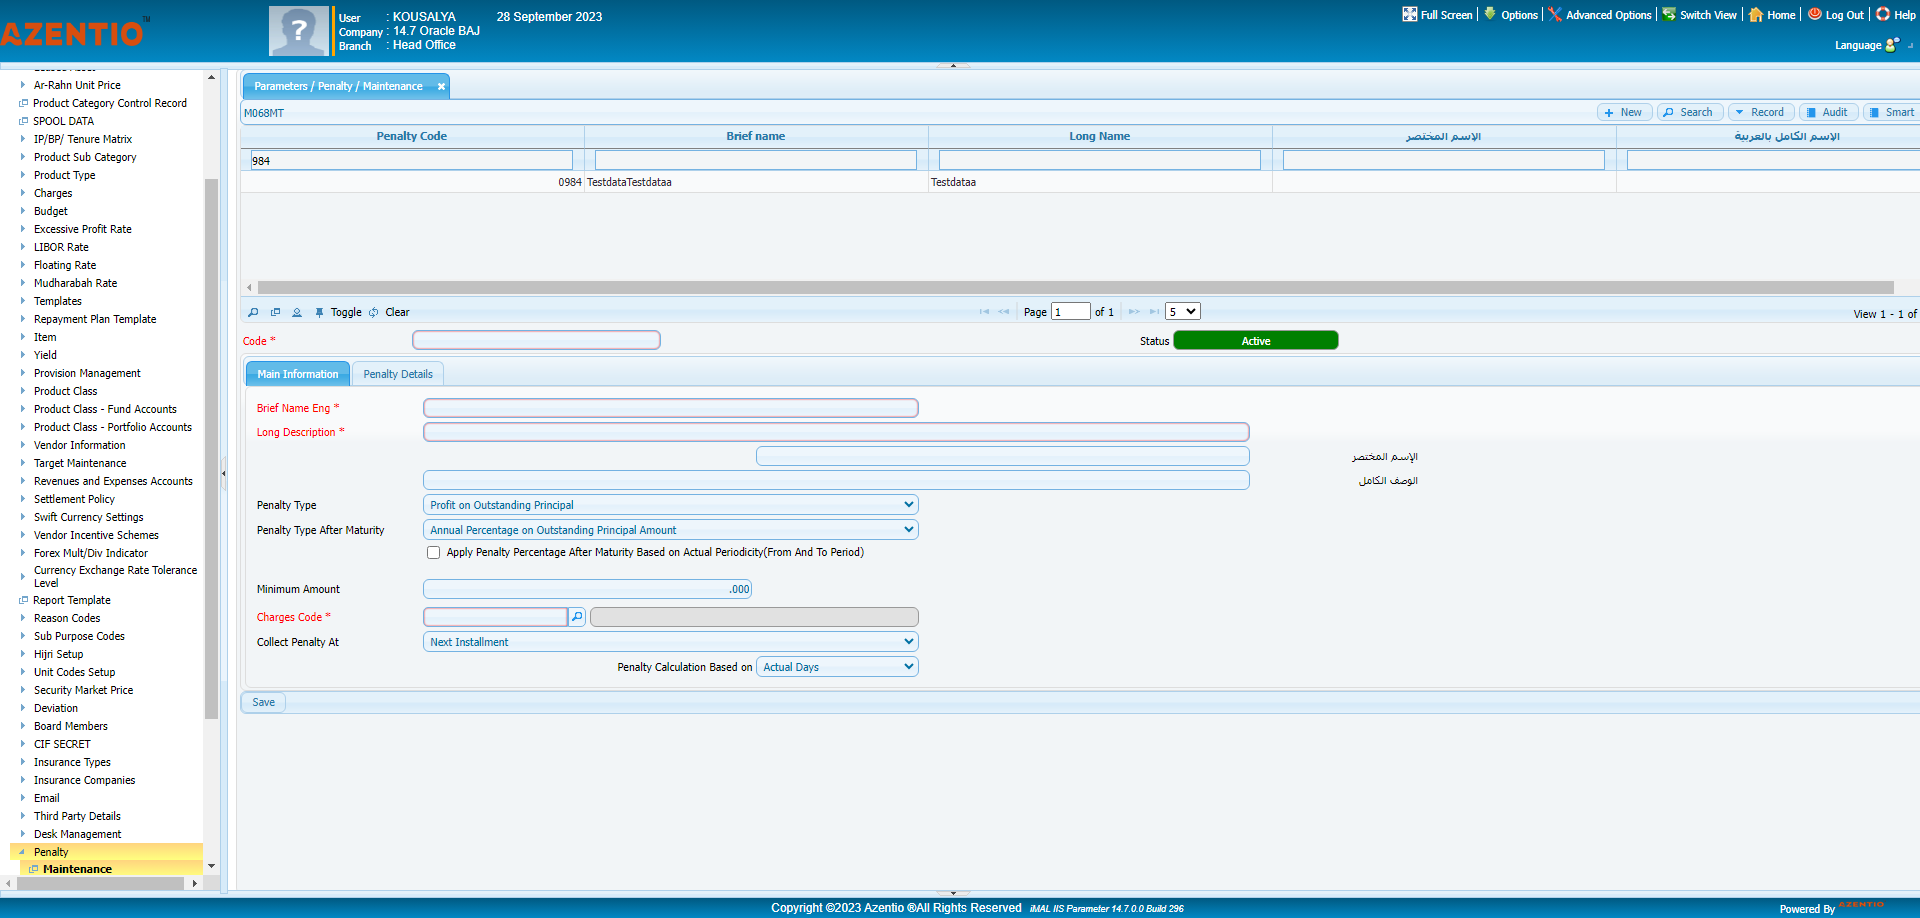 AZENTIO™
User : KOUSALYA 28 September 2023
Company : 14.7 Oracle BAJ
Branch : Head Office
Full Screen Options Advanced Options Switch View Home Log Out Help
Language
Ar-Rahn Unit Price
Product Category Control Record
SPOOL DATA
IP/BP/ Tenure Matrix
Product Sub Category
Product Type
Charges
Budget
Excessive Profit Rate
LIBOR Rate
Floating Rate
Mudharabah Rate
Templates
Repayment Plan Template
Item
Yield
Provision Management
Product Class
Product Class - Fund Accounts
Product Class - Portfolio Accounts
Vendor Information
Target Maintenance
Revenues and Expenses Accounts
Settlement Policy
Swift Currency Settings
Vendor Incentive Schemes
Forex Mult/Div Indicator
Currency Exchange Rate Tolerance
Level
Report Template
Reason Codes
Sub Purpose Codes
Hijri Setup
Unit Codes Setup
Security Market Price
Deviation
Board Members
CIF SECRET
Insurance Types
Insurance Companies
Email
Third Party Details
Desk Management
Penalty
Maintenance
Parameters / Penalty / Maintenance
M068MT New Search Record Audit Smart
Penalty Code Brief name Long Name الإسم المختصر الإسم الكامل بالعربية
984
0984 TestdataTestdataa Testdataa
Toggle Clear Page 1 of 1 5 View 1 - 1 of
Code * Status Active
Main Information Penalty Details
Brief Name Eng *
Long Description *
الإسم المختصر
الوصف الكامل
Penalty Type Profit on Outstanding Principal
Penalty Type After Maturity Annual Percentage on Outstanding Principal Amount
Apply Penalty Percentage After Maturity Based on Actual Periodicity(From And To Period)
Minimum Amount .000
Charges Code *
Collect Penalty At Next Installment
Penalty Calculation Based on Actual Days
Save
Copyright ©2023 Azentio ®All Rights Reserved iMAL IIS Parameter 14.7.0.0 Build 296
Powered By AZENTIO